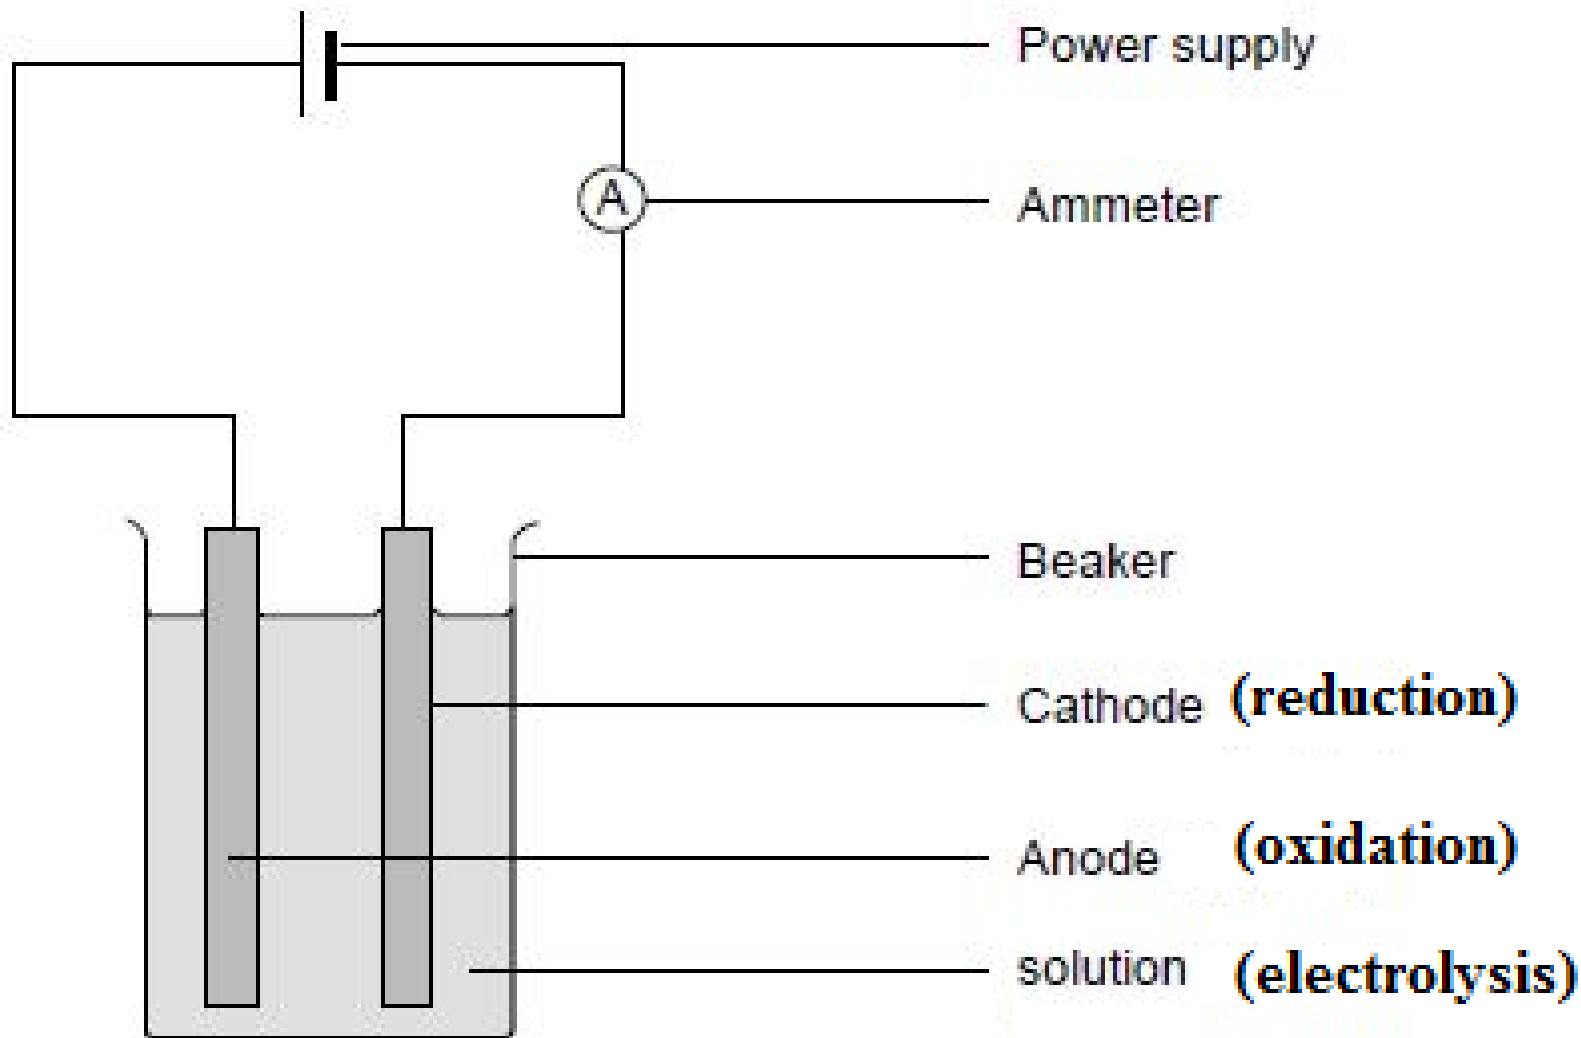 Power supply
A
Ammeter
Beaker
Cathode (reduction)
Anode (oxidation)
solution (electrolysis)